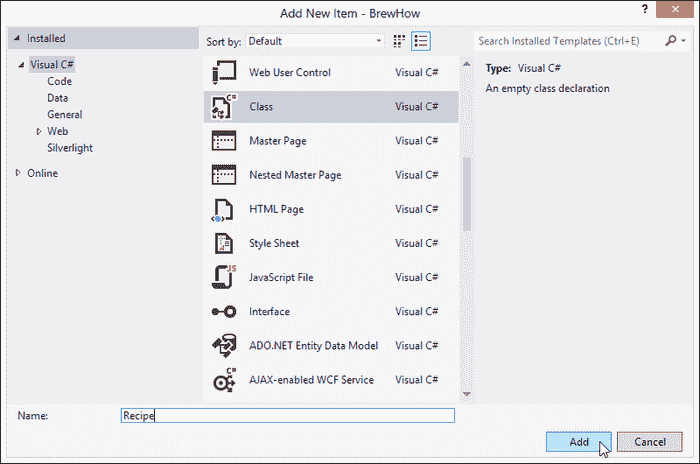 Add New Item - BrewHow
?
Installed
Sort by: Default
Search Installed Templates (Ctrl+E)
Visual C#
Code
Data
General
Web
Silverlight
Online
Web User Control Visual C#
C# Class Visual C#
Master Page Visual C#
Nested Master Page Visual C#
HTML Page Visual C#
Style Sheet Visual C#
JS JavaScript File Visual C#
Interface Visual C#
ADO.NET Entity Data Model Visual C#
C# AJAX-enabled WCF Service Visual C#
Type: Visual C#
An empty class declaration
Name: Recipe
Add Cancel